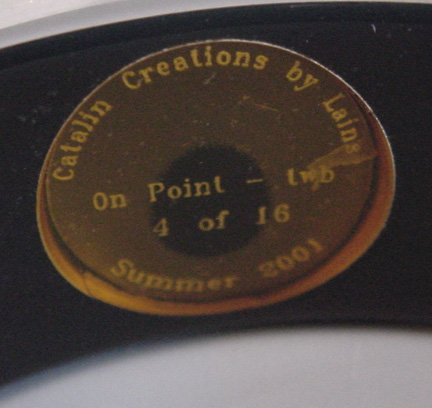 Catalin Creations by Laine
On Point - lwb
4 of 16
Summer 2001